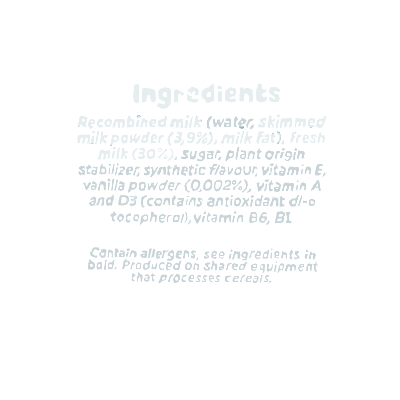 Ingredients
Recombined milk (water, skimmed
milk powder (3,9%), milk fat), fresh
milk (30%), sugar, plant origin
stabilizer, synthetic flavour, vitamin E,
vanilla powder (0,002%), vitamin A
and D3 (contains antioxidant dl-α
tocopherol), vitamin B6, B1
Contain allergens, see ingredients in
bold. Produced on shared equipment
that processes cereals.